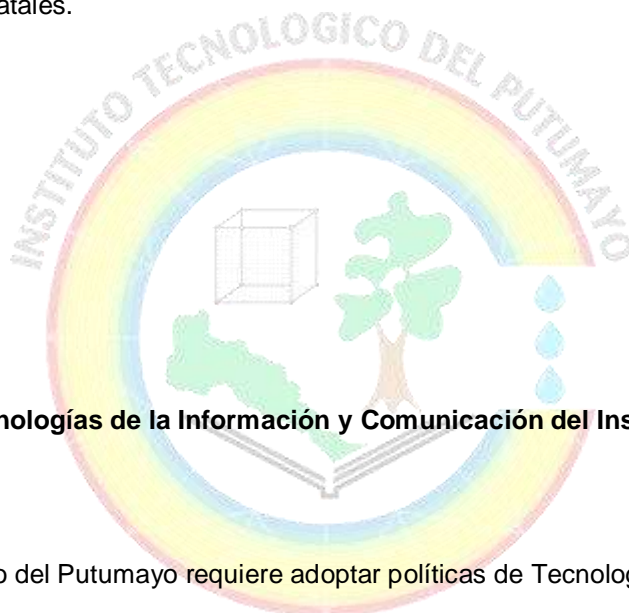 atales.
INSTITUTO TECNOLOGICO DEL PUTUMAYO
nologías de la Información y Comunicación del Ins
o del Putumayo requiere adoptar políticas de Tecnolog